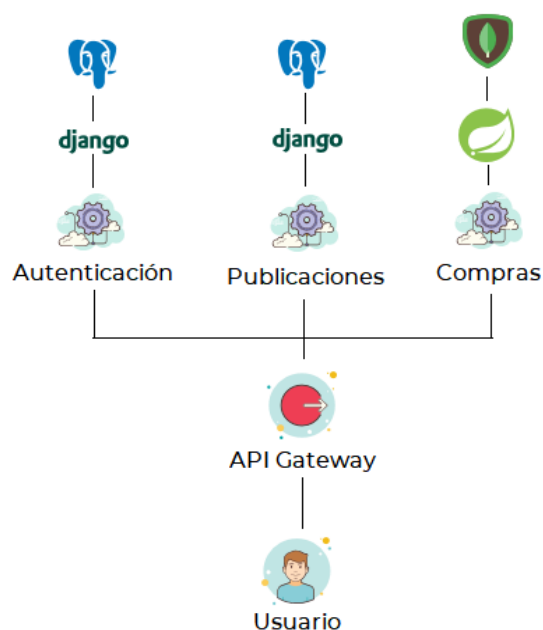 django
django
Autenticación
Publicaciones
Compras
API Gateway
Usuario